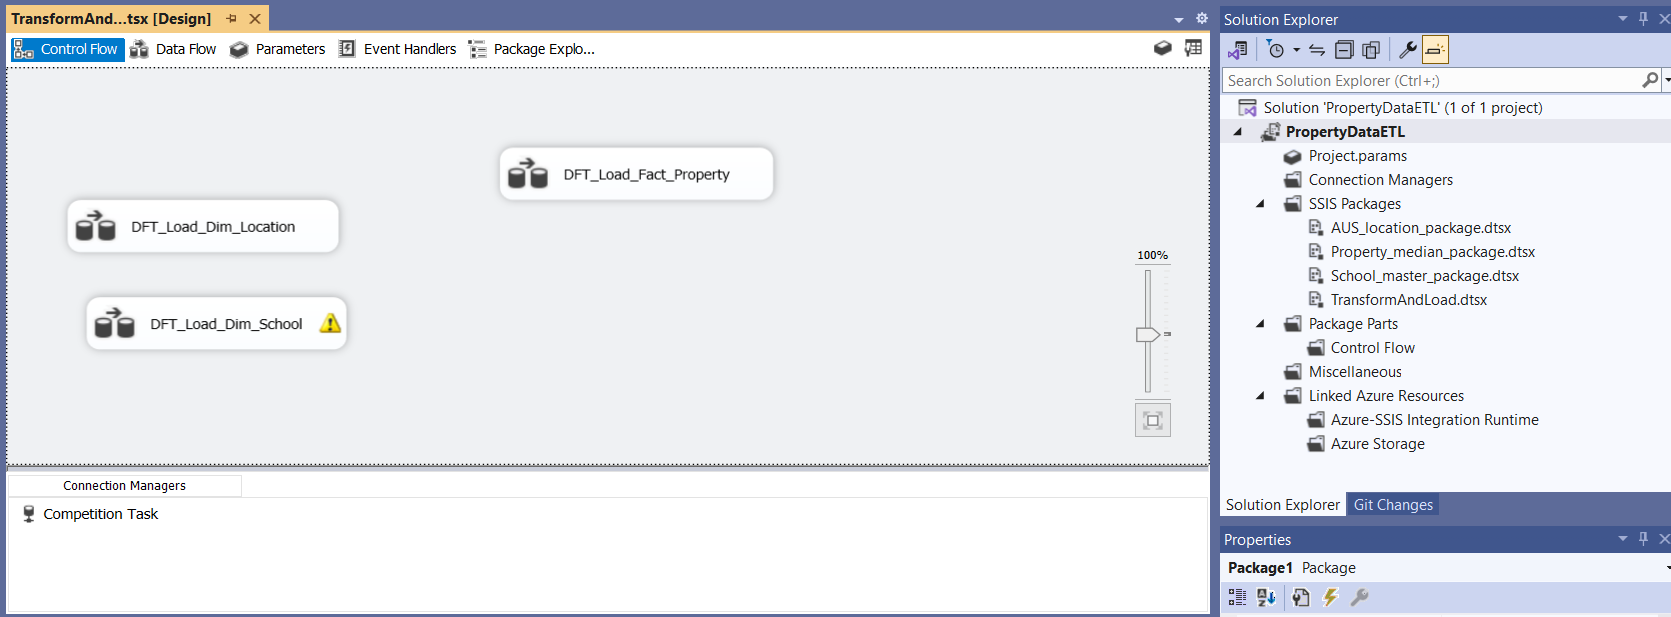 TransformAnd...tsx [Design]
Control Flow
Data Flow
Parameters
Event Handlers
Package Explo...
DFT_Load_Fact_Property
DFT_Load_Dim_Location
DFT_Load_Dim_School
100%
Connection Managers
Competition Task
Solution Explorer
Search Solution Explorer (Ctrl+;)
Solution 'PropertyDataETL' (1 of 1 project)
PropertyDataETL
Project.params
Connection Managers
SSIS Packages
AUS_location_package.dtsx
Property_median_package.dtsx
School_master_package.dtsx
TransformAndLoad.dtsx
Package Parts
Control Flow
Miscellaneous
Linked Azure Resources
Azure-SSIS Integration Runtime
Azure Storage
Solution Explorer
Git Changes
Properties
Package1 Package